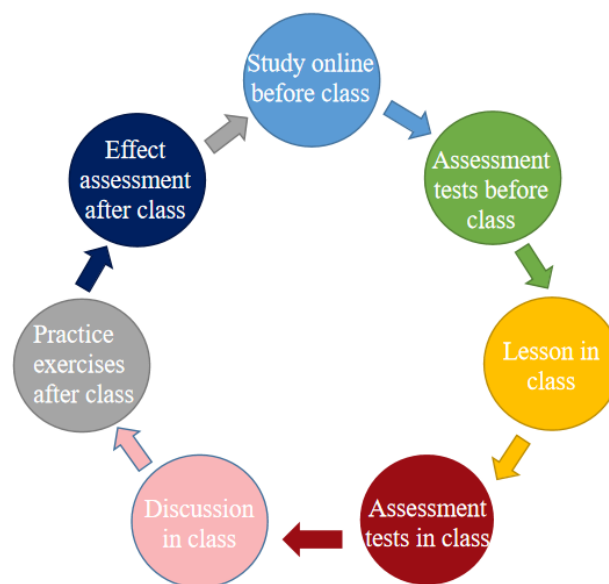 Study online
before class
Assessment
tests before
class
Lesson in
class
Assessment
tests in class
Discussion
in class
Practice
exercises
after class
Effect
assessment
after class